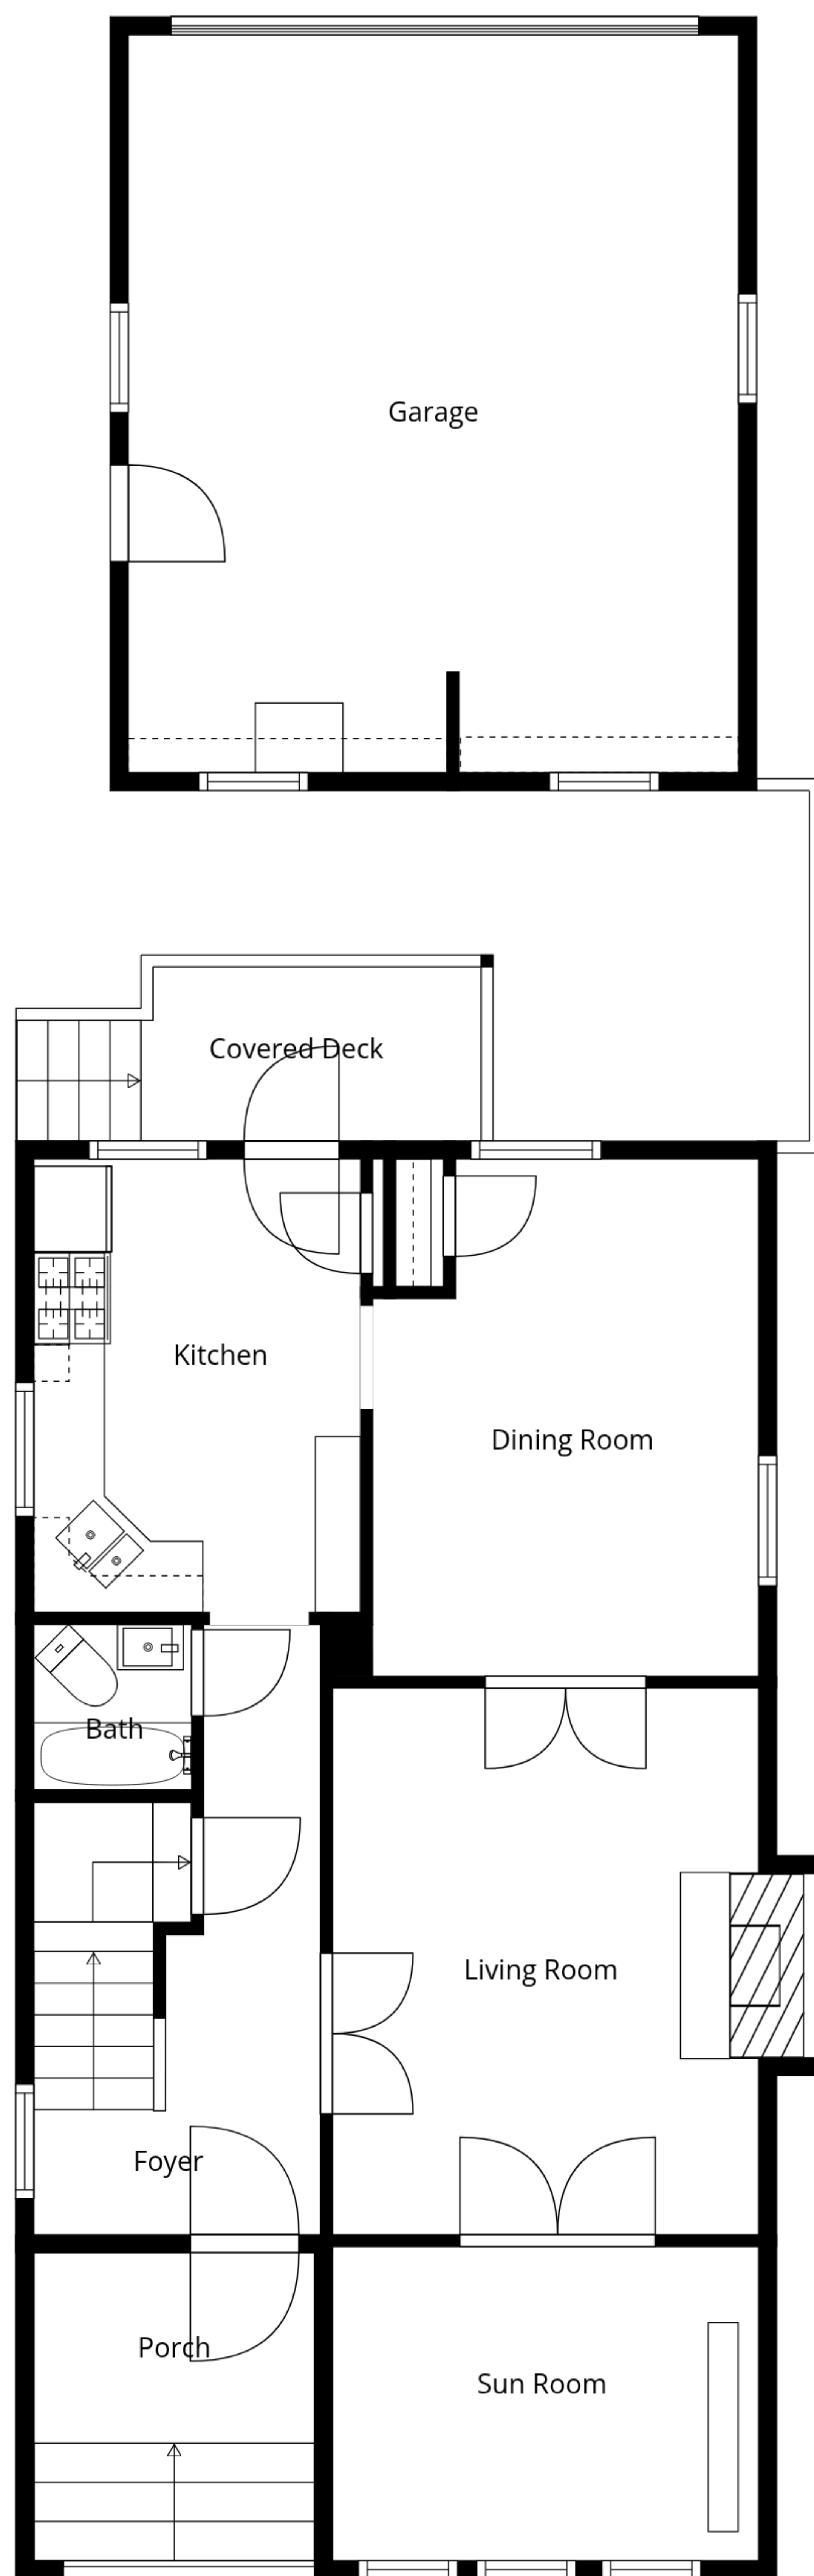 Garage
Covered Deck
Kitchen
Dining Room
Bath
Living Room
Foyer
Porch
Sun Room